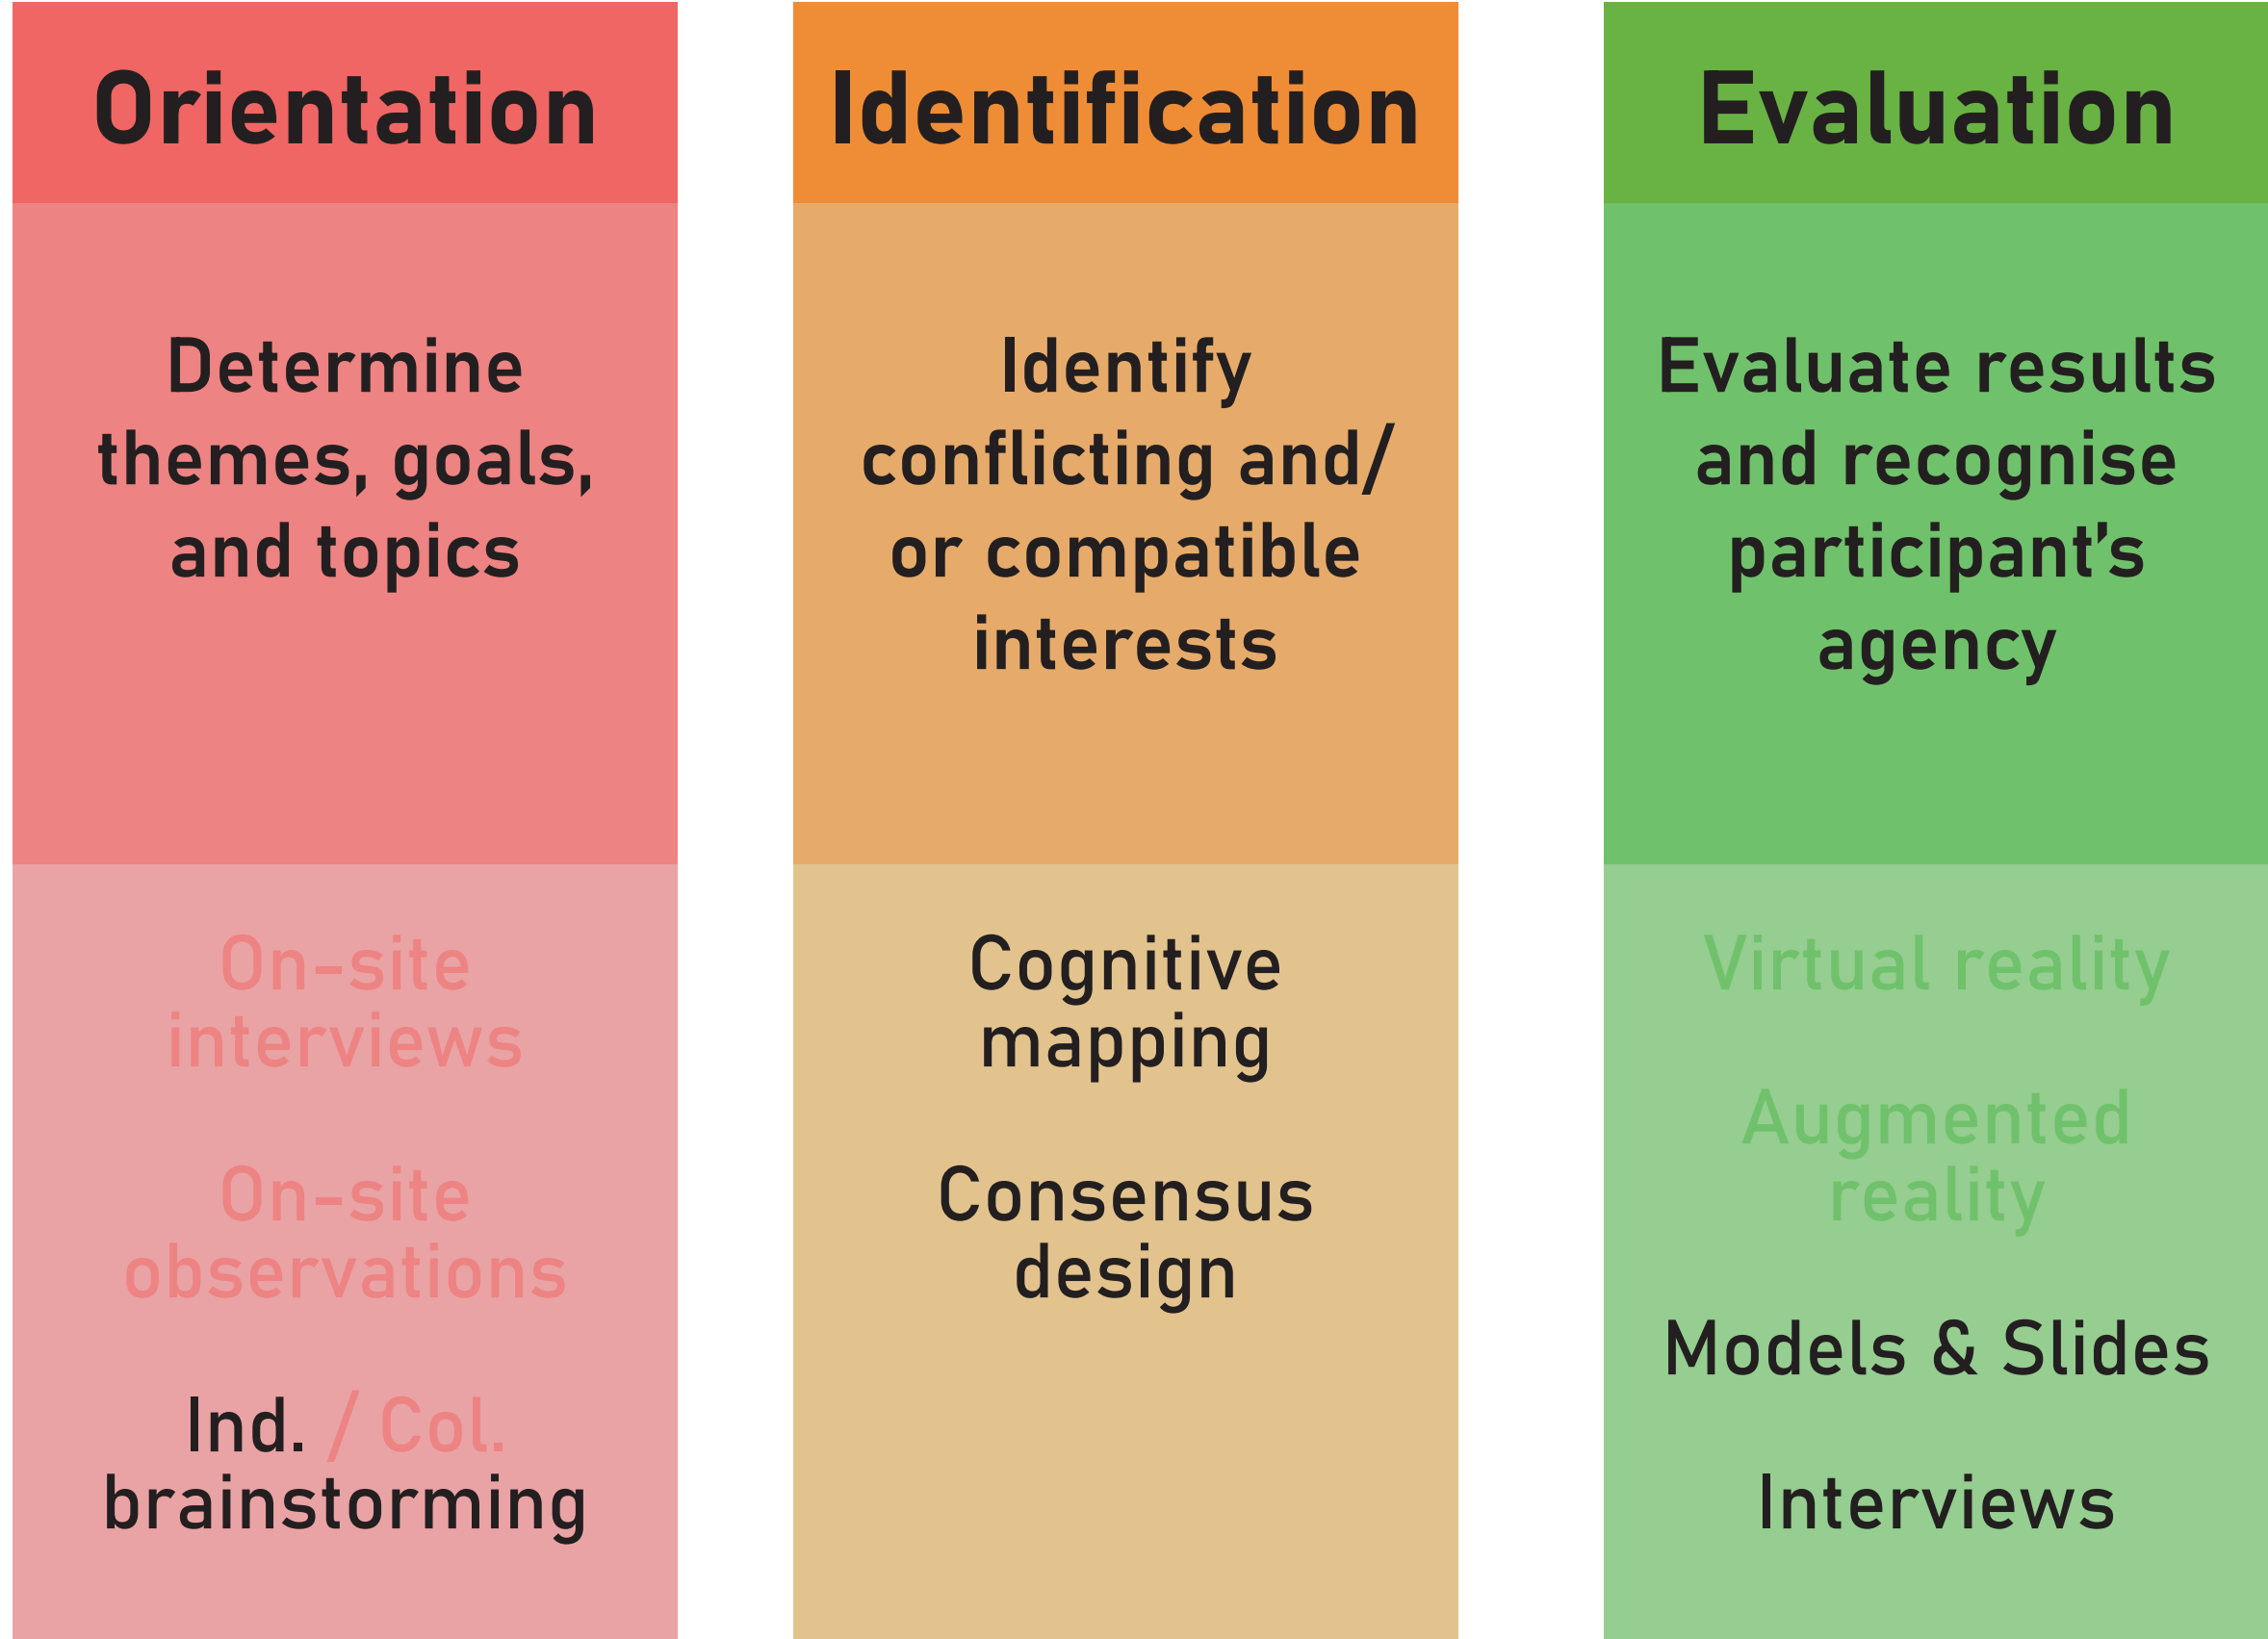 Orientation
Determine
themes, goals,
and topics
On-site
interviews
On-site
observations
Ind. / Col.
brainstorming
Identification
Identify
conflicting and/
or compatible
interests
Cognitive
mapping
Consensus
design
Evaluation
Evaluate results
and recognise
participant's
agency
Virtual reality
Augmented
reality
Models & Slides
Interviews